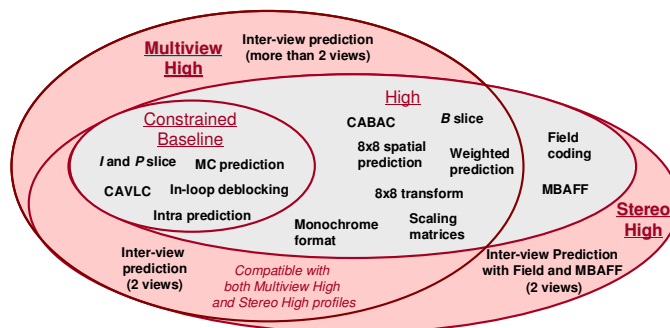 Multiview
High
Inter-view prediction
(more than 2 views)
High
Constrained
Baseline
CABAC
B slice
I and P slice
MC prediction
8x8 spatial
prediction
Weighted
prediction
Field
coding
CAVLC
In-loop deblocking
8x8 transform
MBAFF
Intra prediction
Monochrome
format
Scaling
matrices
Stereo
High
Inter-view
prediction
(2 views)
Compatible with
both Multiview High
and Stereo High profiles
Inter-view Prediction
with Field and MBAFF
(2 views)